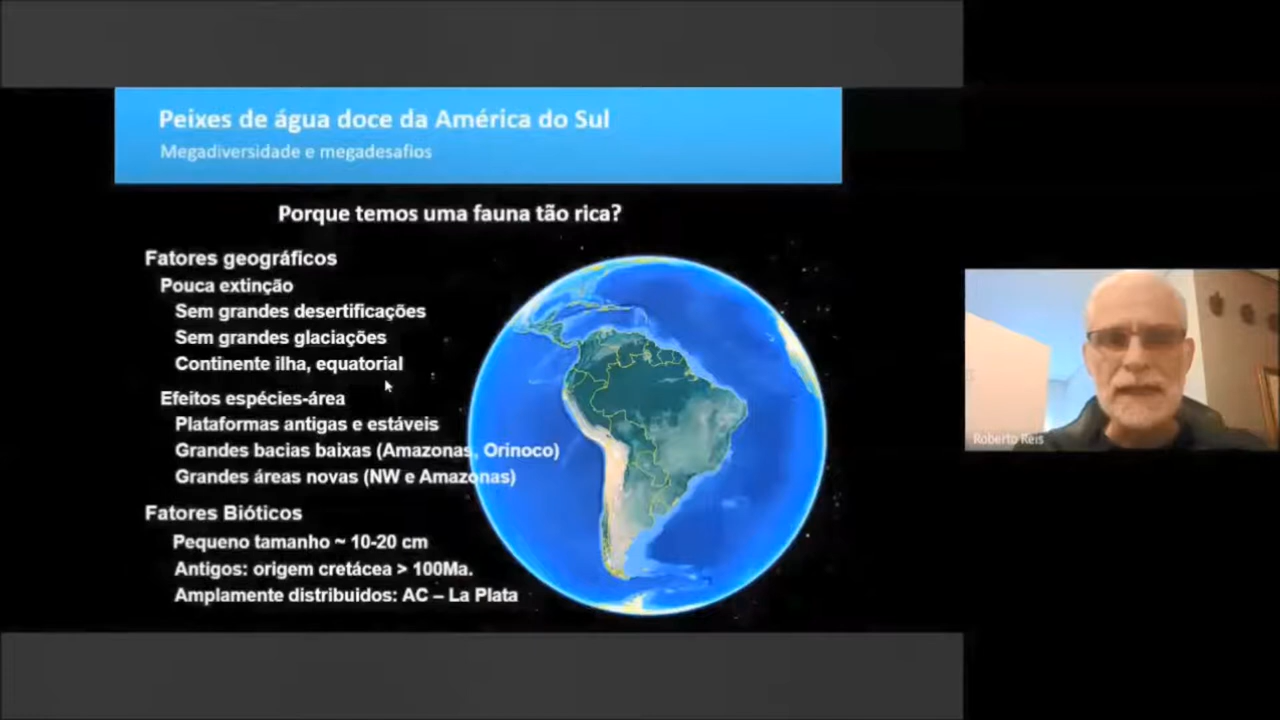 Peixes de água doce da América do Sul
Megadiversidade e megadesafios
Porque temos uma fauna tão rica?
Fatores geográficos
Pouca extinção
Sem grandes desertificações
Sem grandes glaciações
Continente ilha, equatorial
Efeitos espécies-área
Plataformas antigas e estáveis
Grandes bacias baixas (Amazonas, Orinoco)
Grandes áreas novas (NW e Amazonas)
Fatores Bióticos
Pequeno tamanho ~ 10-20 cm
Antigos: origem cretácea > 100Ma.
Amplamente distribuidos: AC – La Plata
Roberto Reis